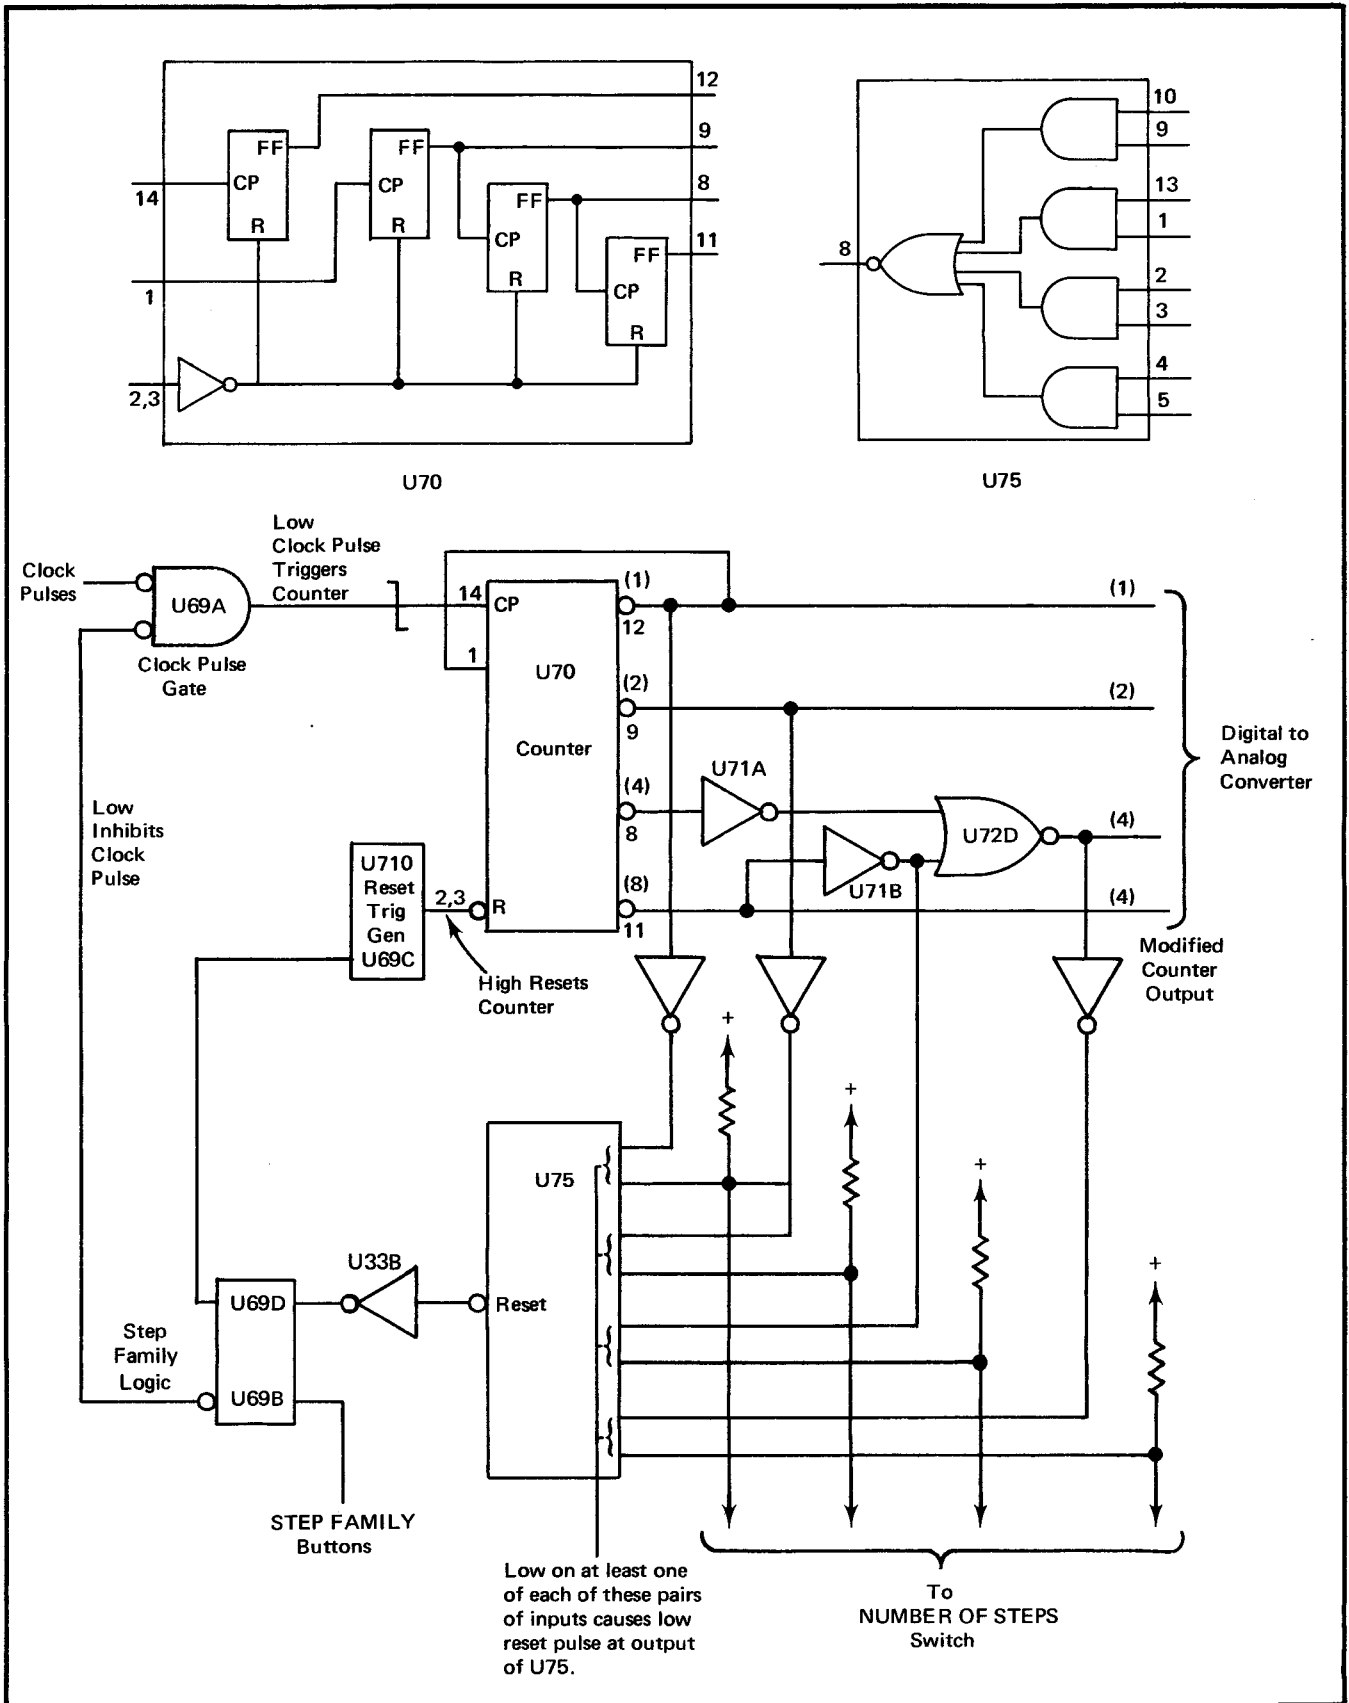 12
9
8
11
FF
CP
R
14
FF
CP
R
FF
CP
R
FF
CP
R
1
2,3
U70
10
9
13
1
8
2
3
4
5
U75
Low
Clock Pulse
Triggers
Counter
Clock
Pulses
U69A
Clock Pulse
Gate
14
CP
1
U70
Counter
(1)
12
(2)
9
(4)
8
(8)
11
R
2,3
(1)
(2)
(4)
(4)
Digital to
Analog
Converter
U71A
U71B
U72D
Modified
Counter
Output
Low
Inhibits
Clock
Pulse
U710
Reset
Trig
Gen
U69C
High Resets
Counter
+
+
+
+
U75
Reset
U33B
U69D
U69B
Step
Family
Logic
STEP FAMILY
Buttons
Low on at least one
of each of these pairs
of inputs causes low
reset pulse at output
of U75.
To
NUMBER OF STEPS
Switch